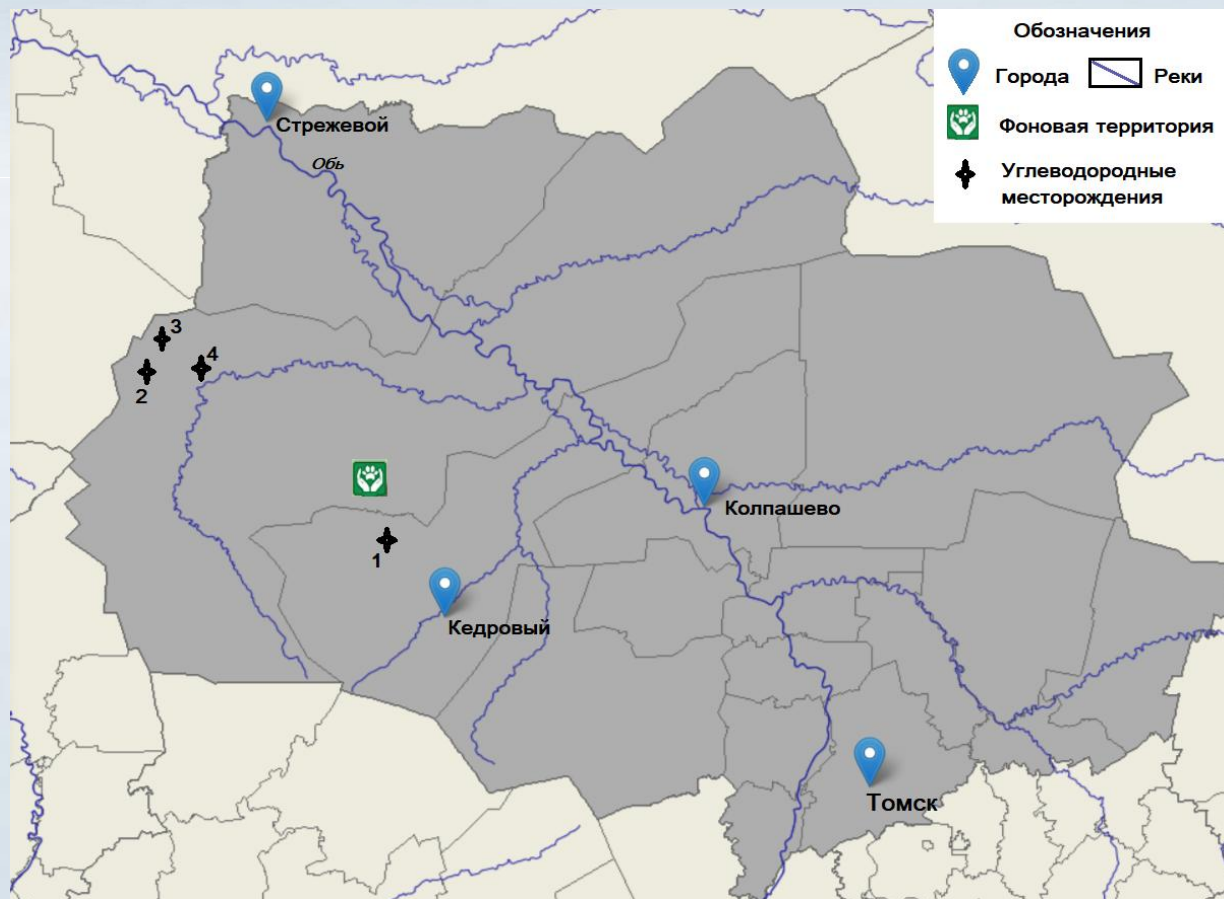 Обозначения
Города
Реки
Фоновая территория
Углеводородные
месторождения
Стрежевой
Обь
3
4
2
Колпашево
1
Кедровый
Томск